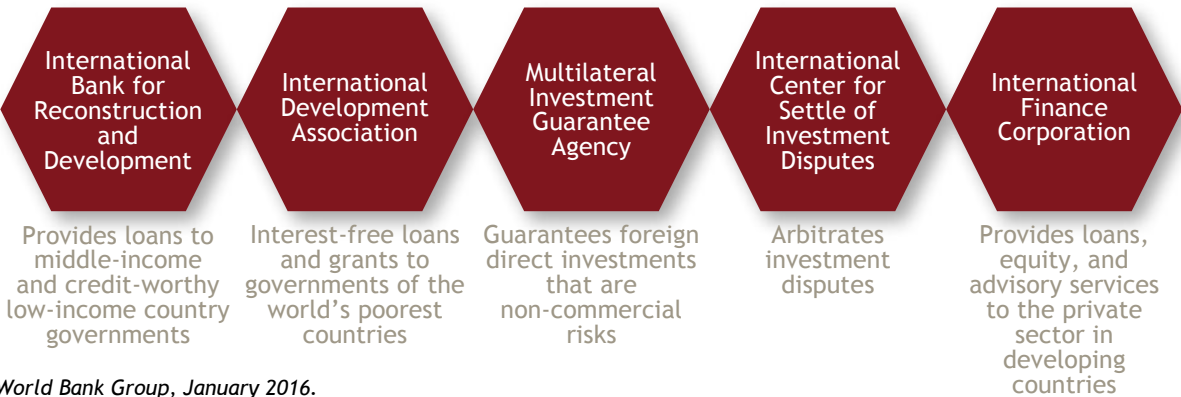 International
Bank for
Reconstruction
and
Development
International
Development
Association
Multilateral
Investment
Guarantee
Agency
International
Center for
Settle of
Investment
Disputes
International
Finance
Corporation
Provides loans to
middle-income
and credit-worthy
low-income country
governments
Interest-free loans
and grants to
governments of the
world's poorest
countries
Guarantees foreign
direct investments
that are
non-commercial
risks
Arbitrates
investment
disputes
Provides loans,
equity, and
advisory services
to the private
sector in
developing
countries
World Bank Group, January 2016.